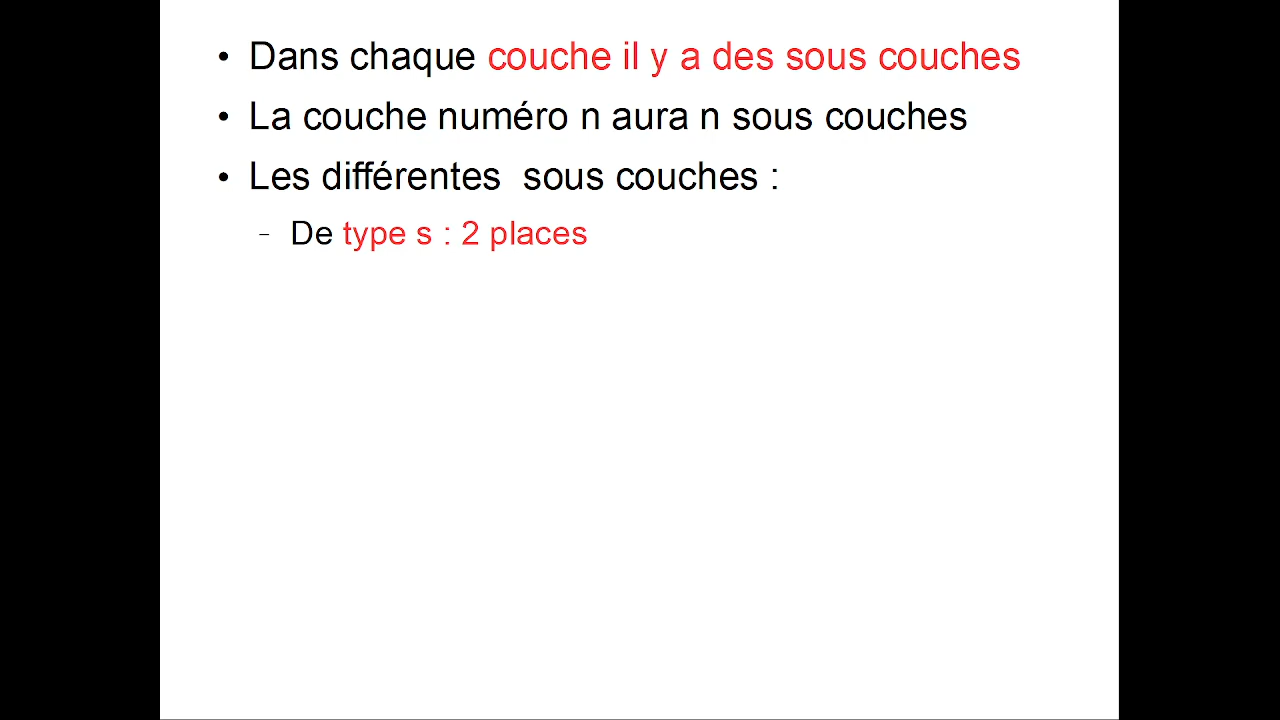 • Dans chaque couche il y a des sous couches
• La couche numéro n aura n sous couches
• Les différentes  sous couches :
– De type s : 2 places